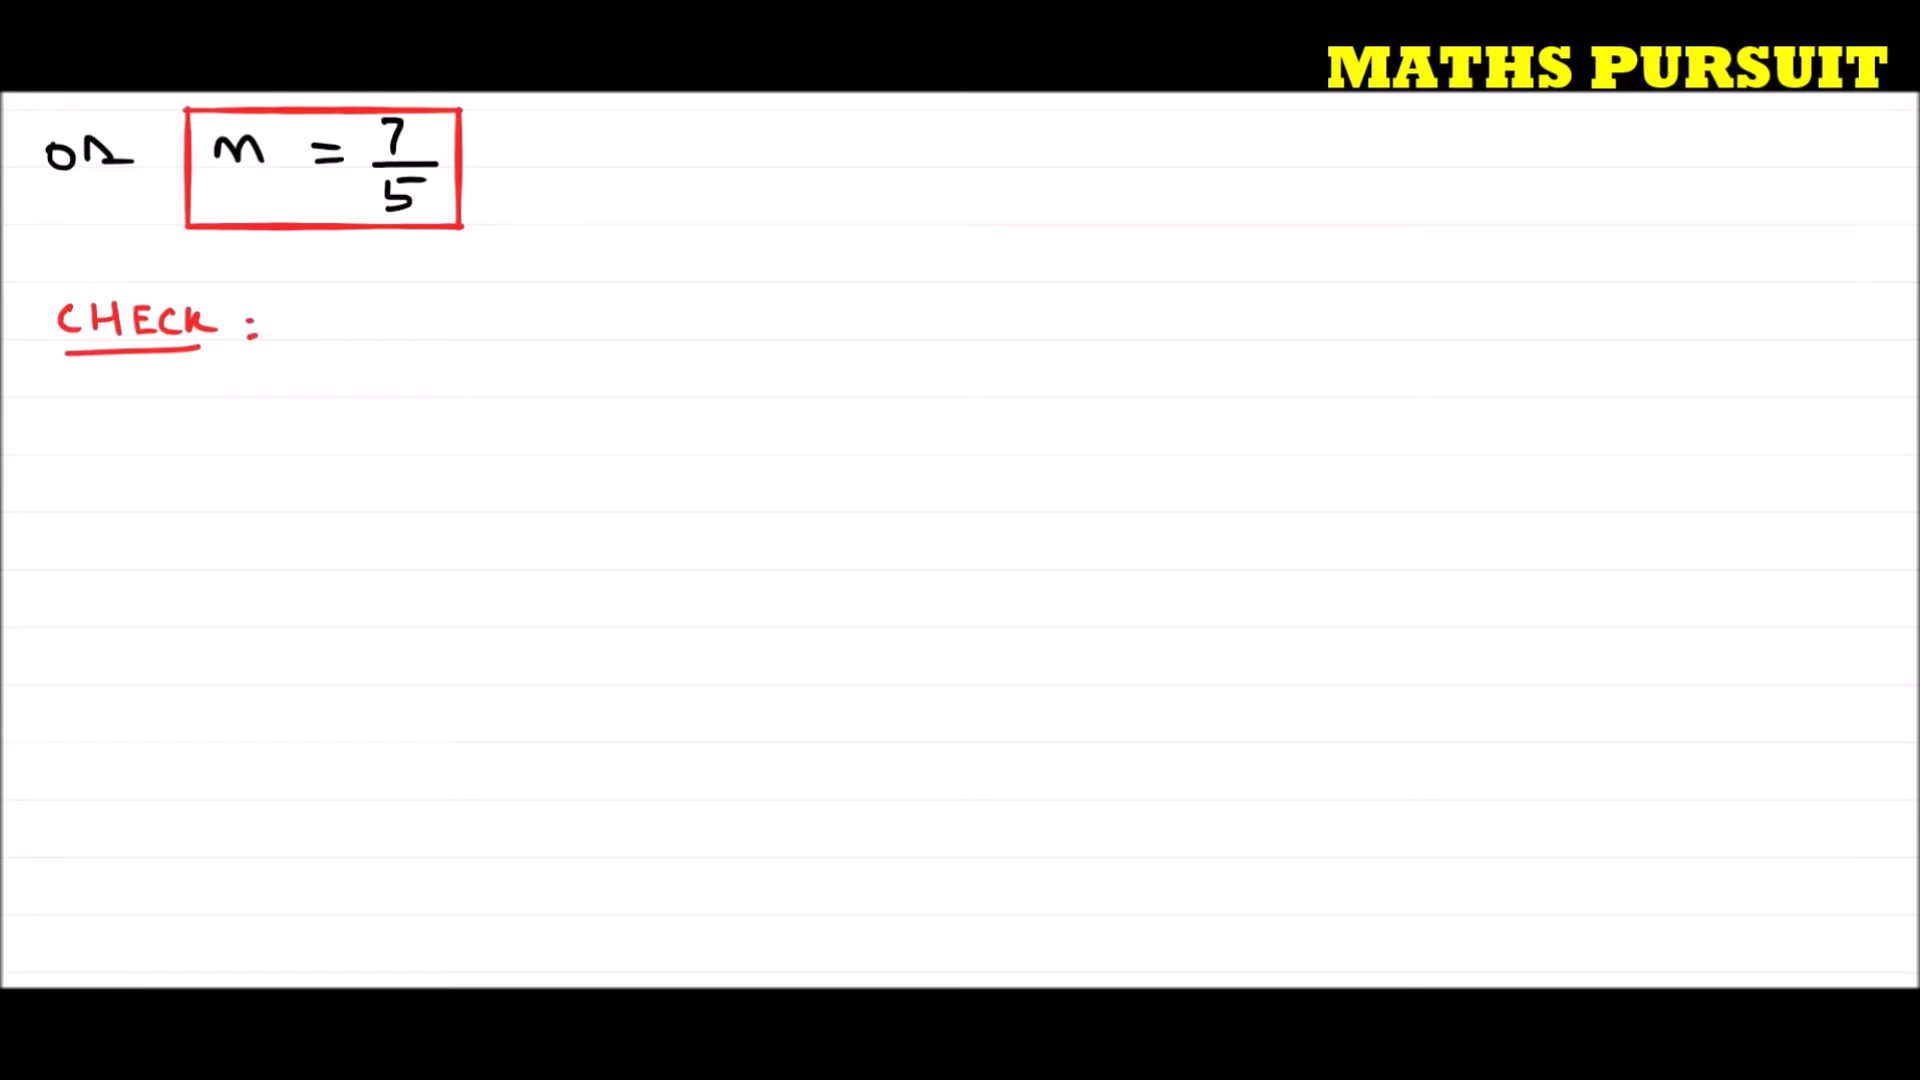 MATHS PURSUIT
or m = 7/5
CHECK :